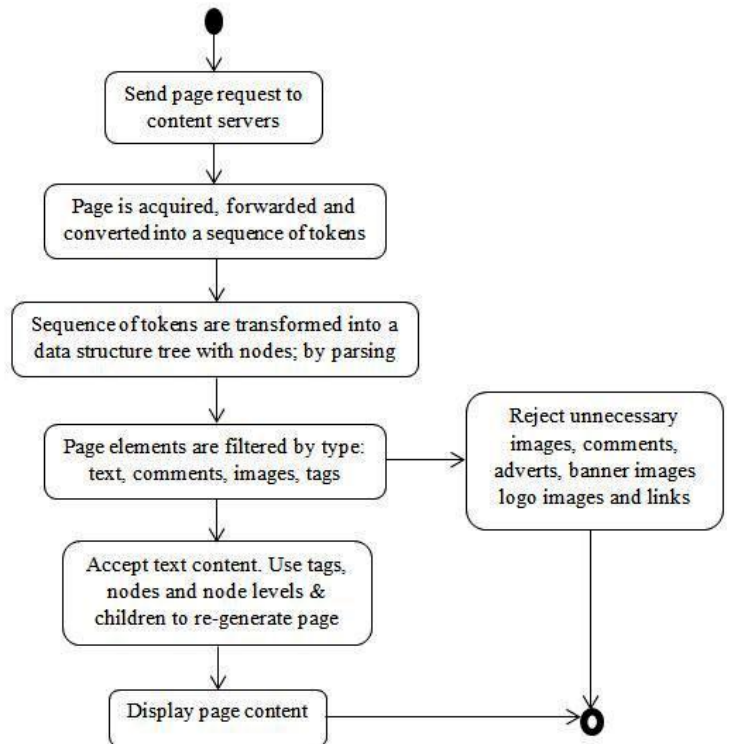 Send page request to
content servers
Page is acquired, forwarded and
converted into a sequence of tokens
Sequence of tokens are transformed into a
data structure tree with nodes; by parsing
Page elements are filtered by type:
text, comments, images, tags
Reject unnecessary
images, comments,
adverts, banner images
logo images and links
Accept text content. Use tags,
nodes and node levels &
children to re-generate page
Display page content